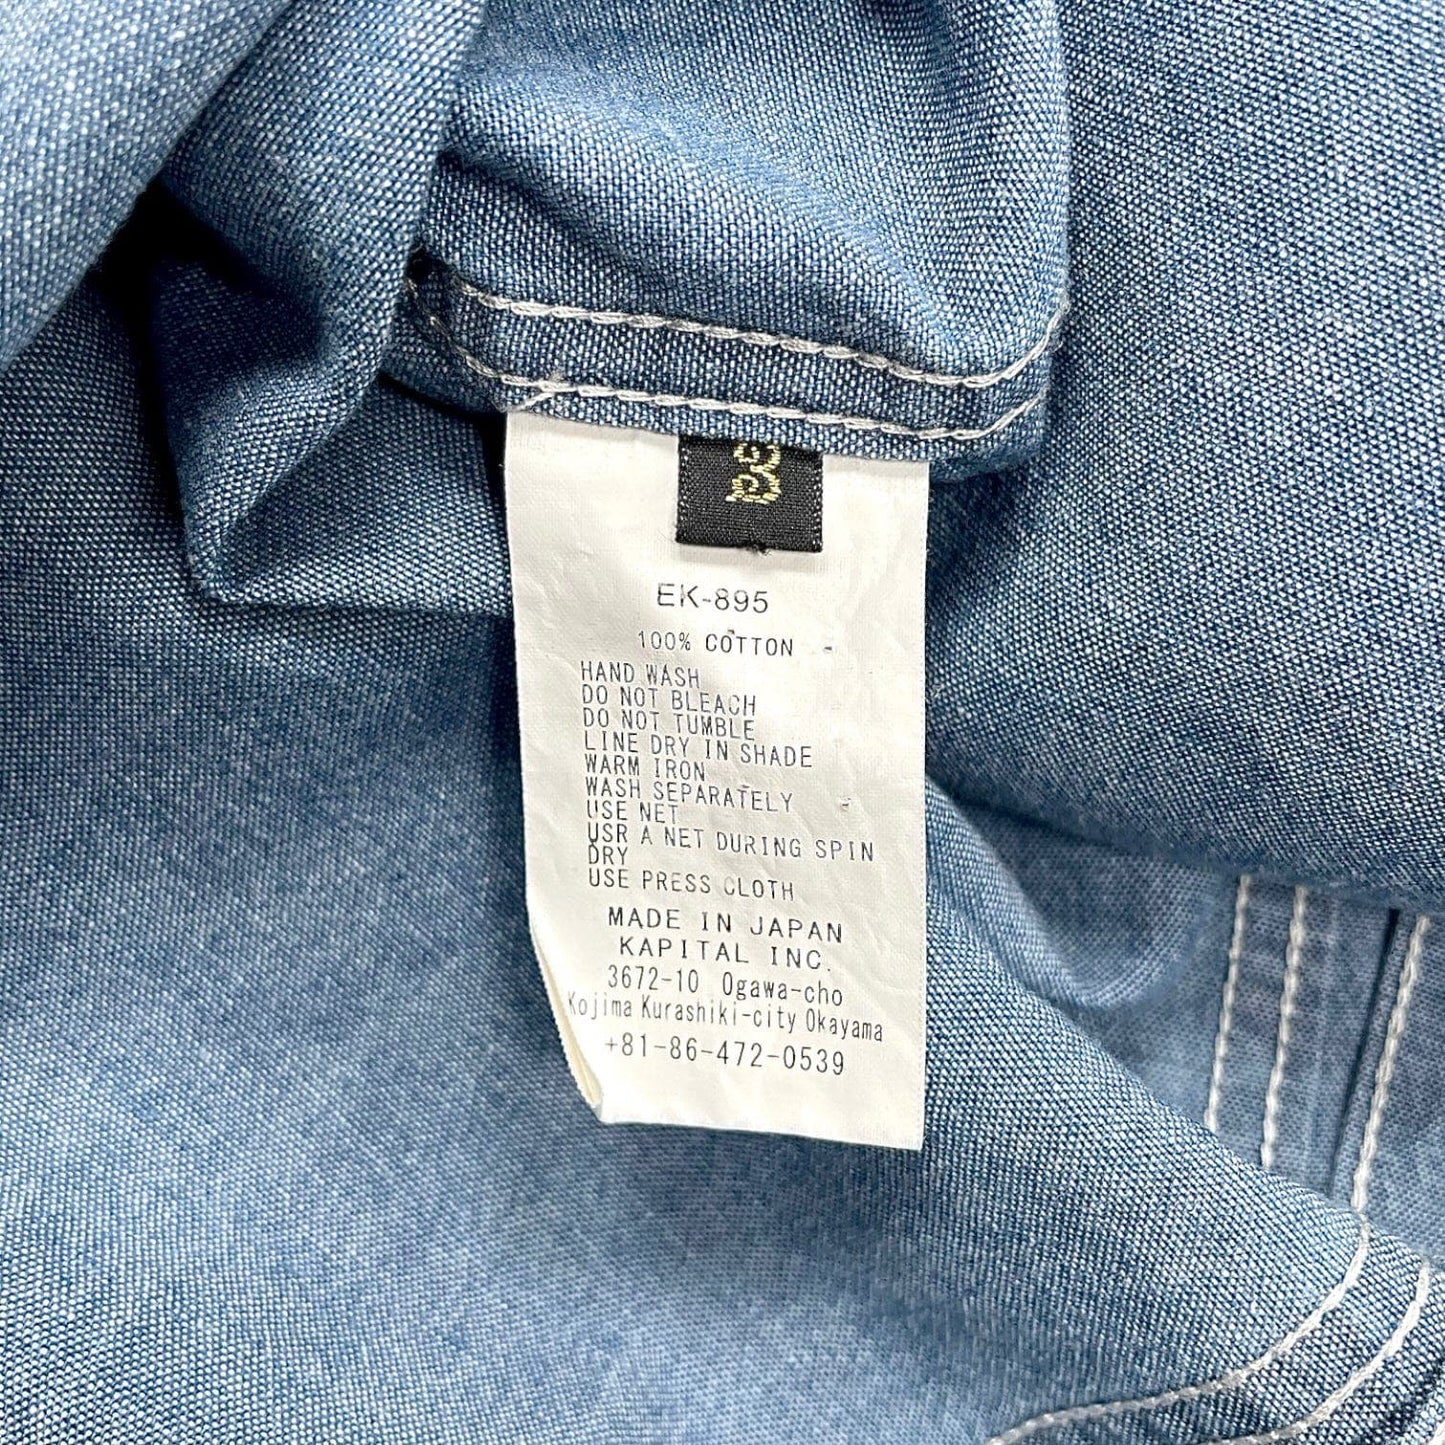 EK-895
100% COTTON
HAND WASH
DO NOT BLEACH
DO NOT TUMBLE
LINE DRY IN SHADE
WARM IRON
WASH SEPARATELY
USE NET
USR A NET DURING SPIN
DRY
USE PRESS CLOTH
MADE IN JAPAN
KAPITAL INC.
3672-10 Ogawa-cho
Kojima Kurashiki-city Okayama
+81-86-472-0539